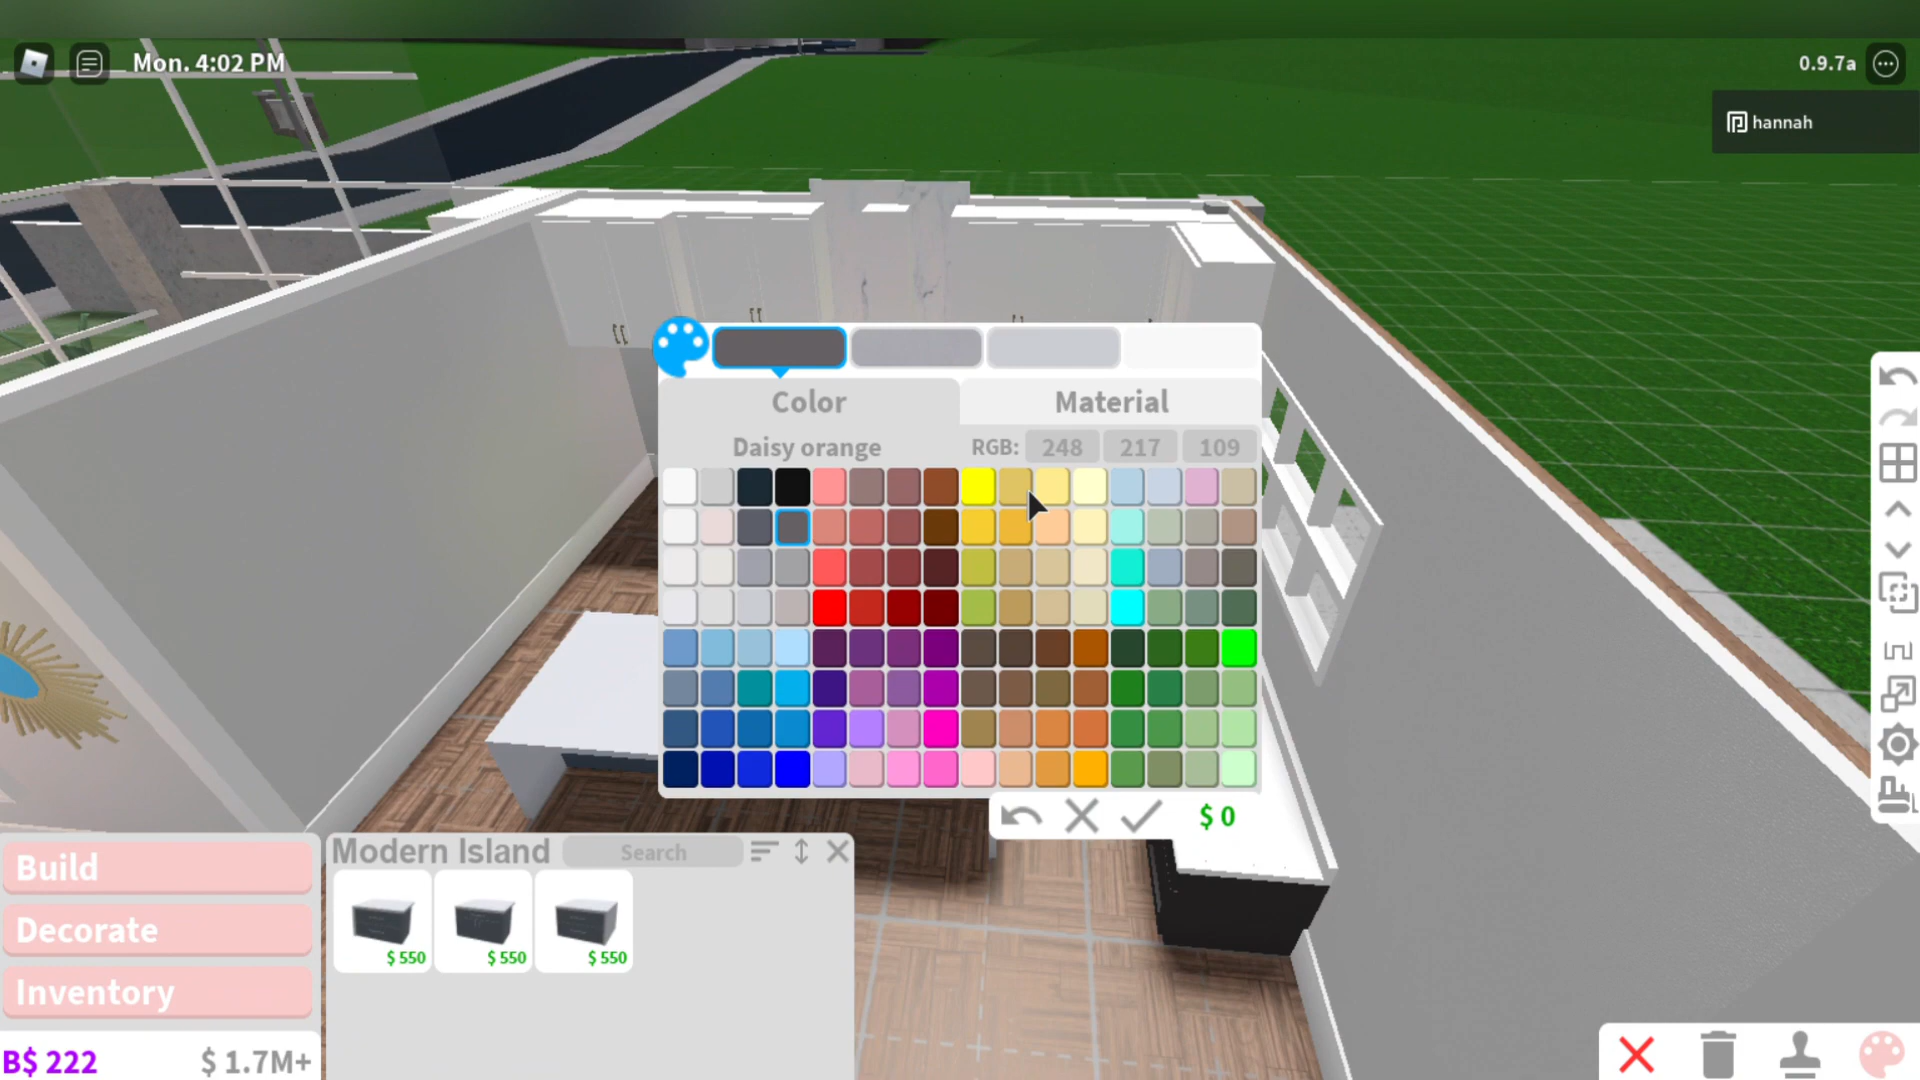 Mon. 4:02 PM
0.9.7a
hannah
Color
Material
Daisy orange
RGB: 248 217 109
$ 0
Build
Decorate
Inventory
B$ 222
$ 1.7M+
Modern Island
Search
$ 550
$ 550
$ 550